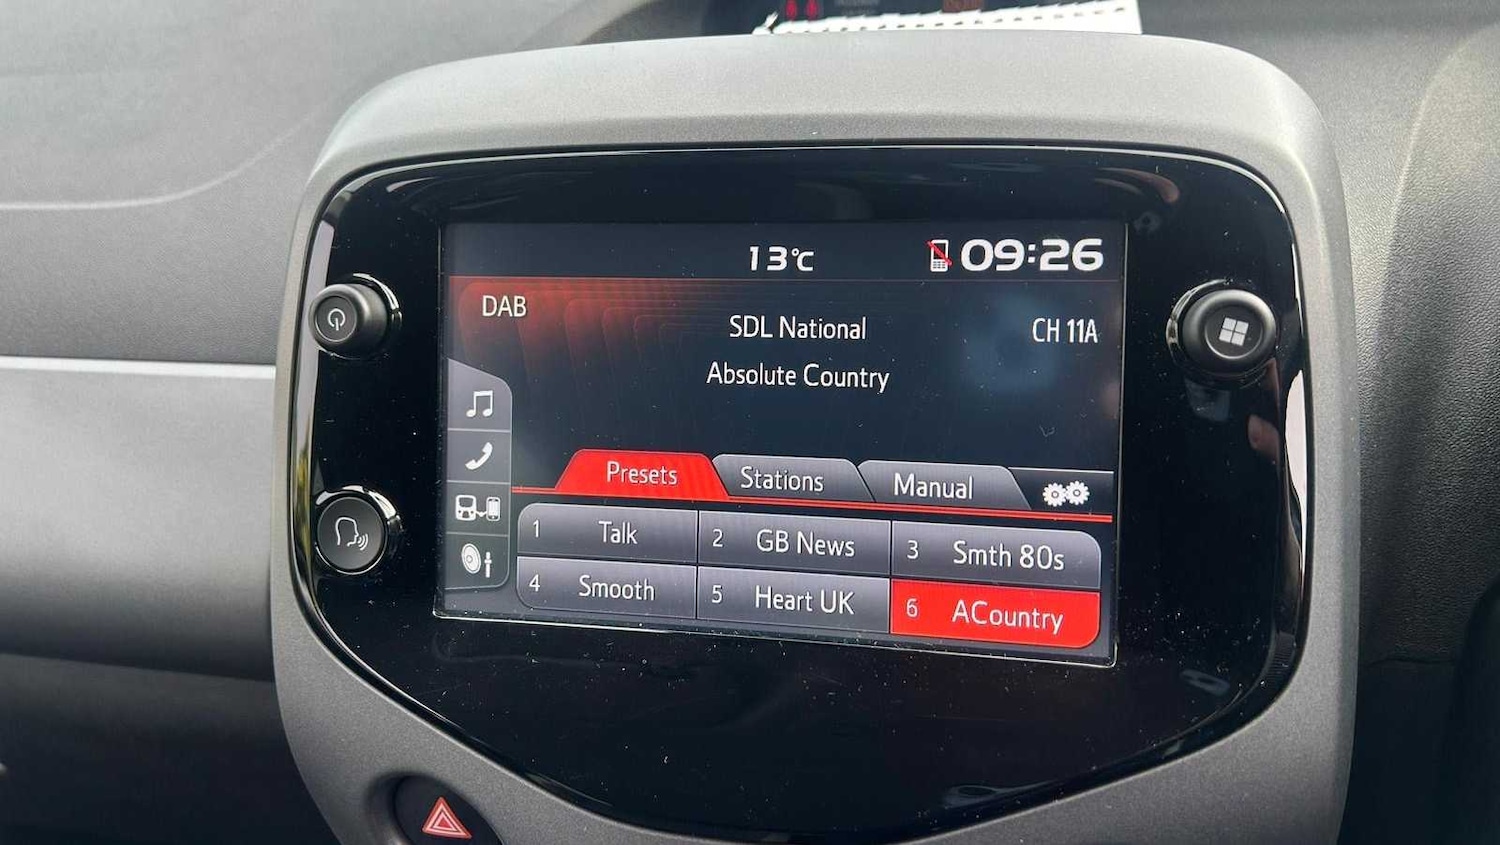 13°C 09:26
DAB
SDL National CH 11A
Absolute Country
Presets Stations Manual
1 Talk 2 GB News 3 Smth 80s
4 Smooth 5 Heart UK 6 ACountry